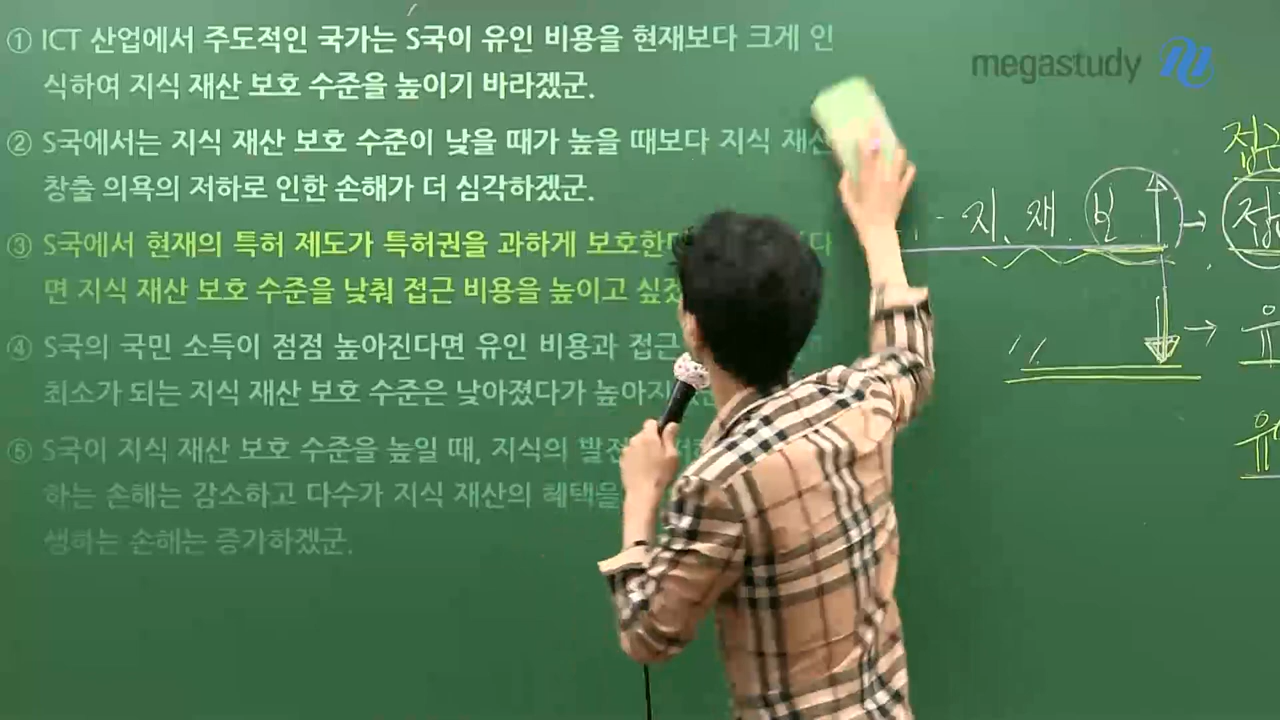 ① ICT 산업에서 주도적인 국가는 S국이 유인 비용을 현재보다 크게 인
식하여 지식 재산 보호 수준을 높이기 바라겠군.
② S국에서는 지식 재산 보호 수준이 낮을 때가 높을 때보다 지식 재산
창출 의욕의 저하로 인한 손해가 더 심각하겠군.
③ S국에서 현재의 특허 제도가 특허권을 과하게 보호한다
면 지식 재산 보호 수준을 낮춰 접근 비용을 높이고 싶겠
④ S국의 국민 소득이 점점 높아진다면 유인 비용과 접근
최소가 되는 지식 재산 보호 수준은 낮아졌다가 높아지
⑤ S국이 지식 재산 보호 수준을 높일 때, 지식의 발전
하는 손해는 감소하고 다수가 지식 재산의 혜택을
생하는 손해는 증가하겠군.
megastudy
접근
지. 재. 보 → 접
→ 유
유